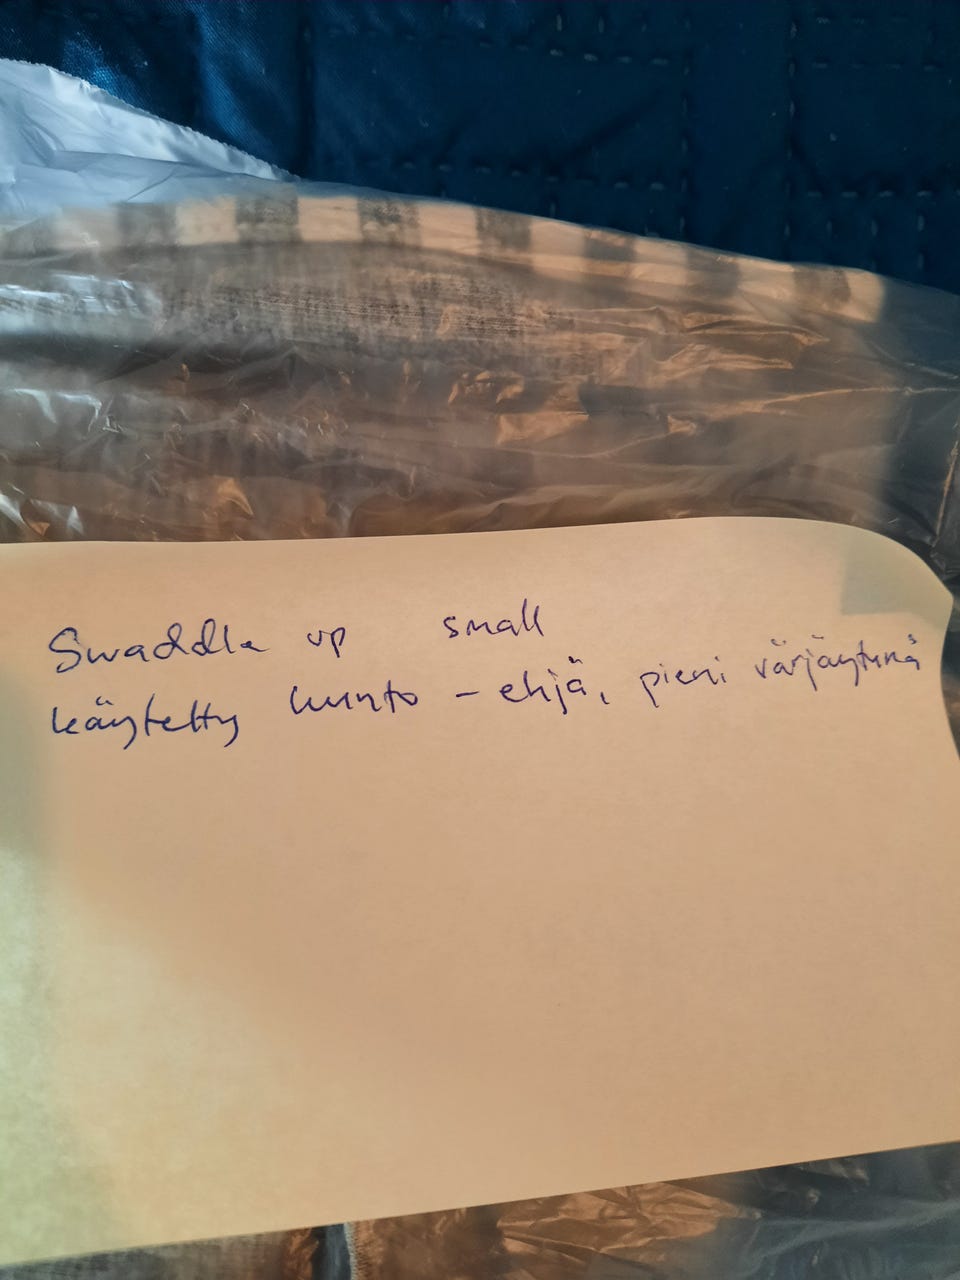 Swaddle up small
käytetty kunto - ehjä, pieni värjäytymä